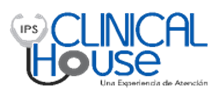 IPS
CLINICAL
HOUSE
Una Experiencia de Atención